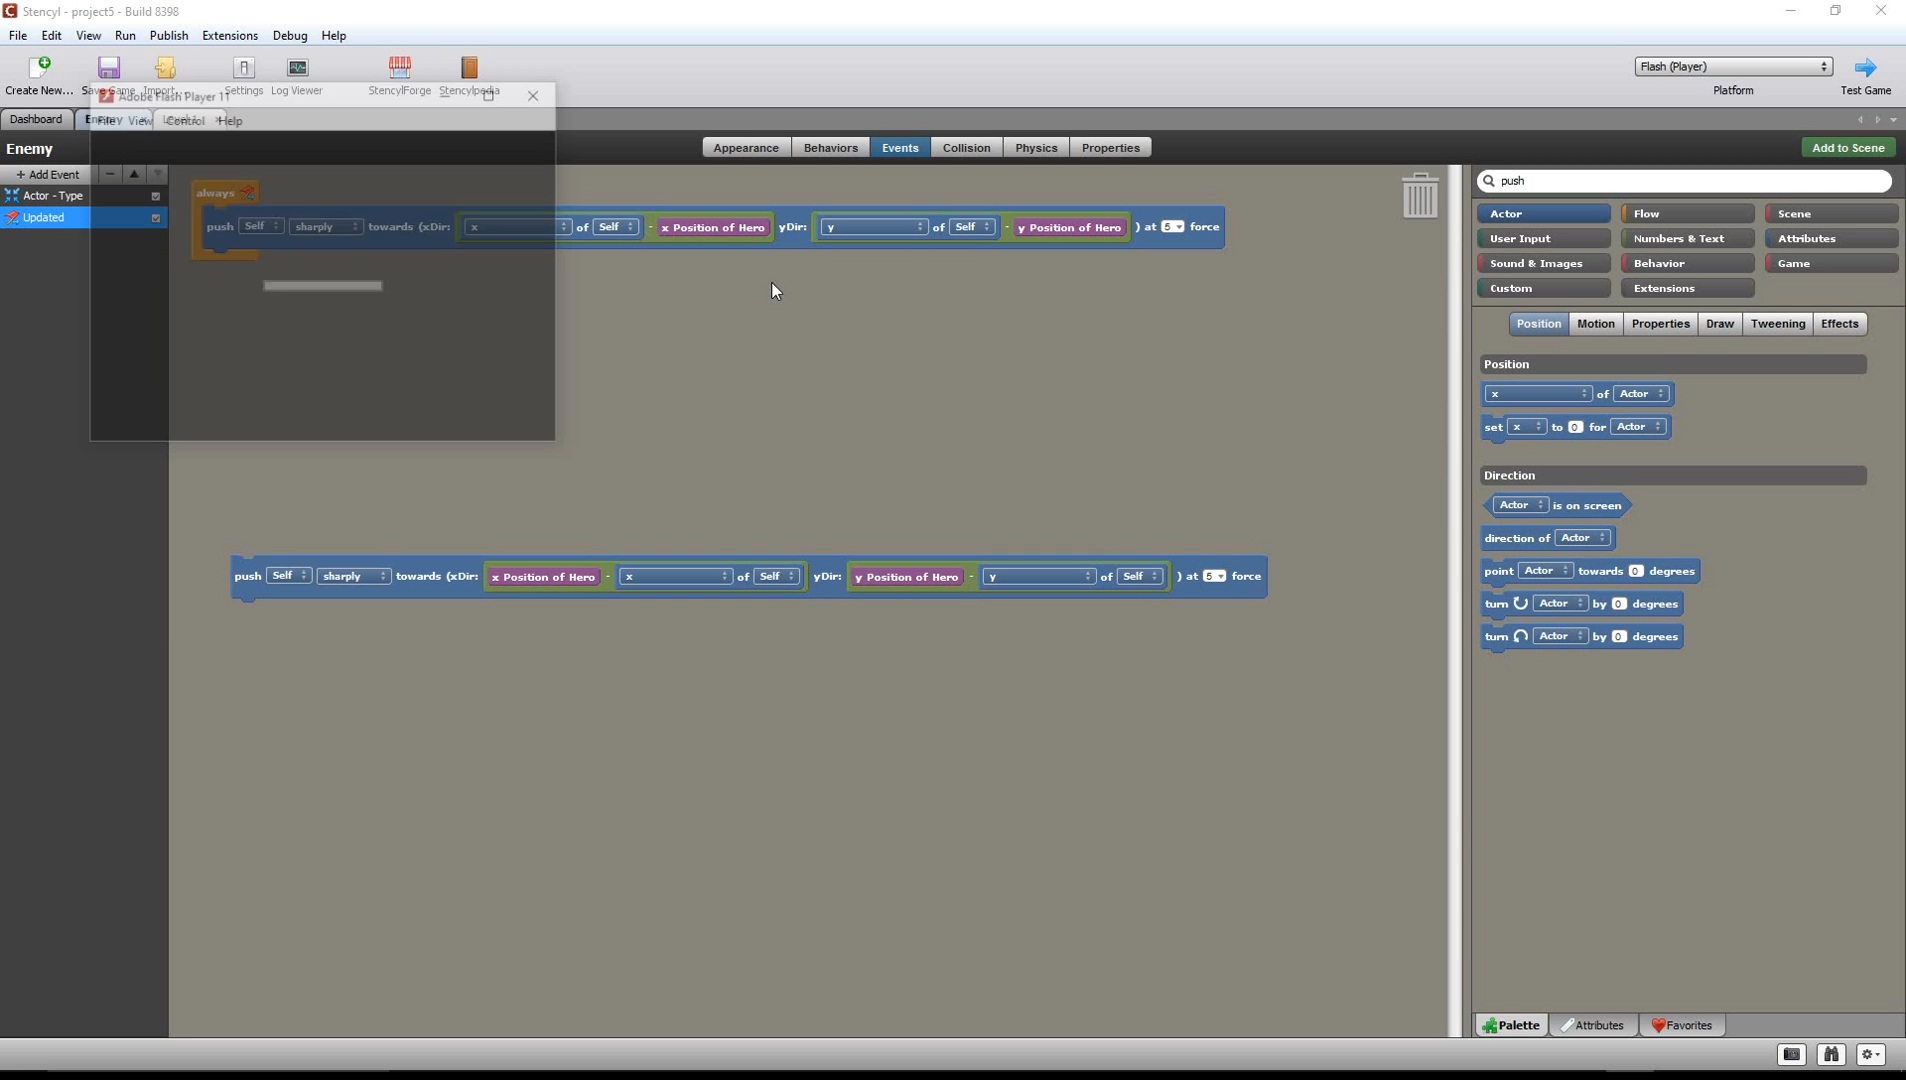 Stencyl - project5 - Build 8398
File Edit View Run Publish Extensions Debug Help
Create New... Save Game Import... Settings Log Viewer StencylForge Stencylpedia
Flash (Player)
Platform Test Game
Adobe Flash Player 11
File View Control Help
Dashboard Enemy
Enemy
Appearance Behaviors Events Collision Physics Properties
Add to Scene
+ Add Event
Actor - Type
Updated
always
push Self sharply towards (xDir: x of Self - x Position of Hero yDir: y of Self - y Position of Hero ) at 5 force
push Self sharply towards (xDir: x Position of Hero - x of Self yDir: y Position of Hero - y of Self ) at 5 force
push
Actor Flow Scene
User Input Numbers & Text Attributes
Sound & Images Behavior Game
Custom Extensions
Position Motion Properties Draw Tweening Effects
Position
x of Actor
set x to 0 for Actor
Direction
Actor is on screen
direction of Actor
point Actor towards 0 degrees
turn Actor by 0 degrees
turn Actor by 0 degrees
Palette Attributes Favorites